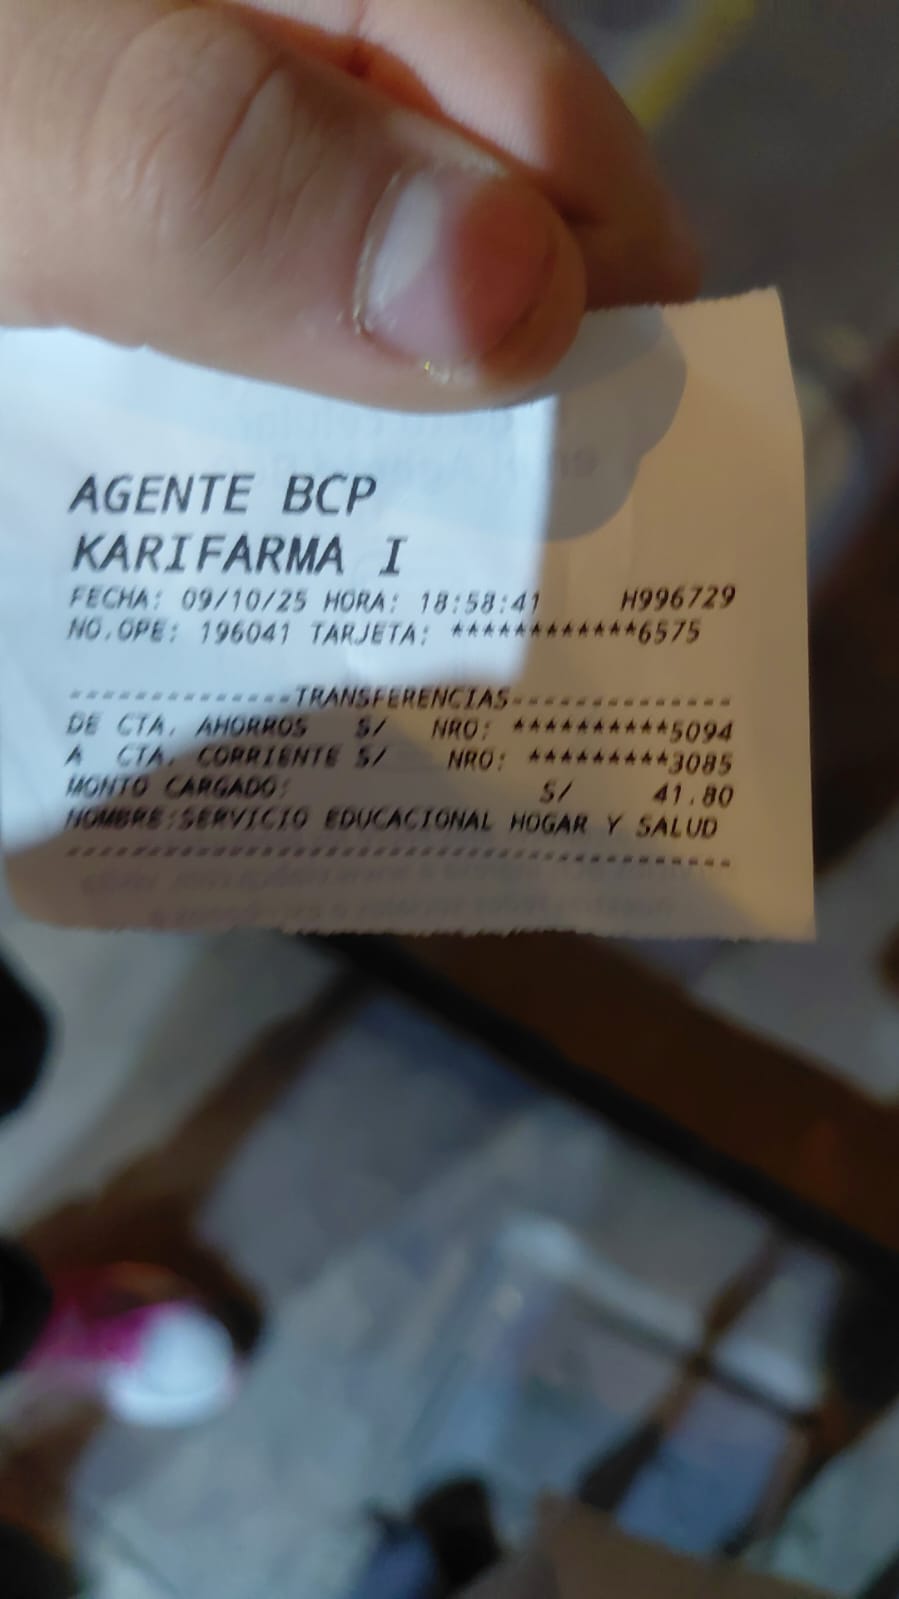 AGENTE BCP
KARIFARMA I
FECHA: 09/10/25 HORA: 18:58:41 H996729
NO.OPE: 196041 TARJETA: ************6575
--------------TRANSFERENCIAS--------------
DE CTA. AHORROS S/ NRO: **********5094
A CTA. CORRIENTE S/ NRO: *********3085
MONTO CARGADO: S/ 41.80
NOMBRE:SERVICIO EDUCACIONAL HOGAR Y SALUD
------------------------------------------